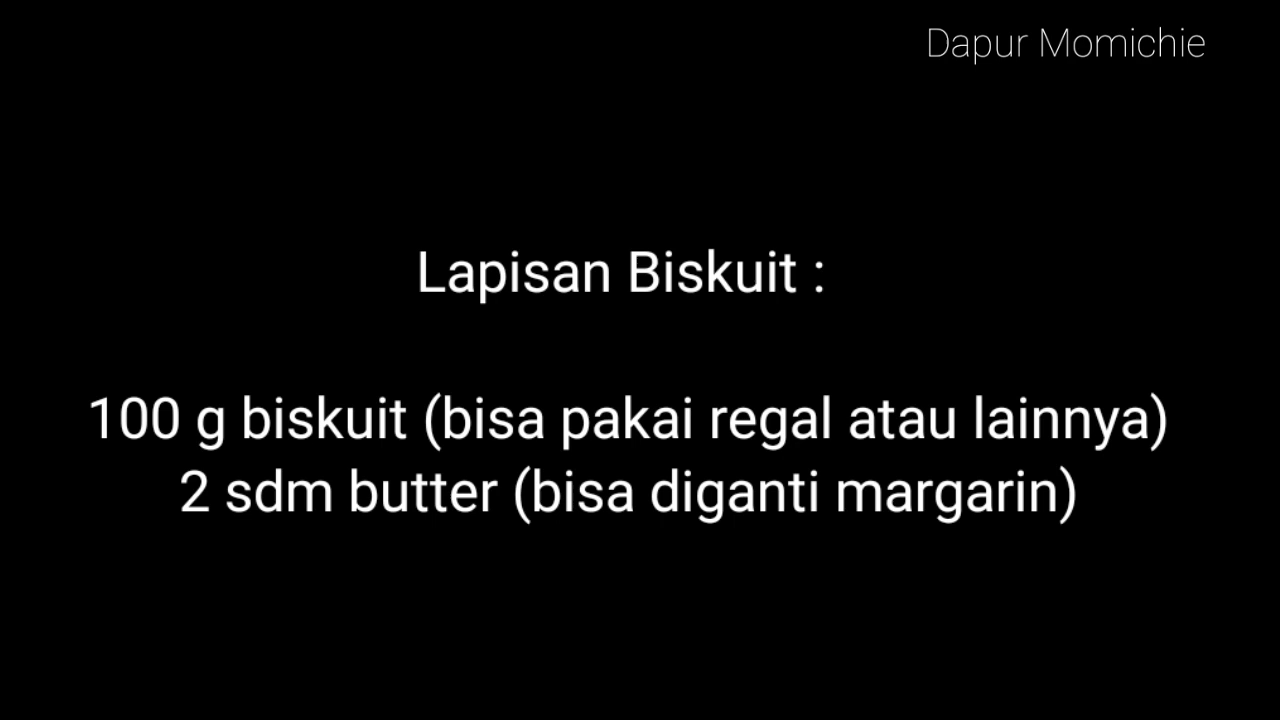 Dapur Momichie
Lapisan Biskuit :
100 g biskuit (bisa pakai regal atau lainnya)
2 sdm butter (bisa diganti margarin)